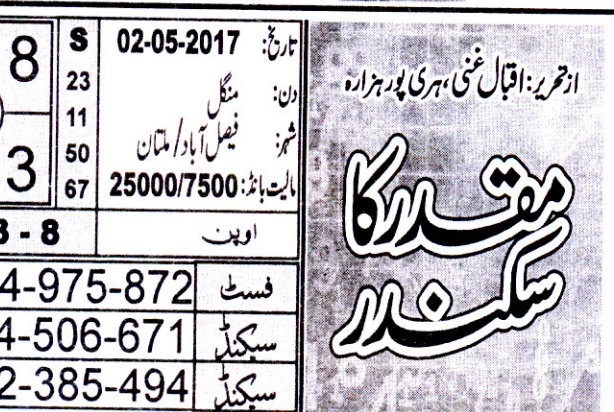 از تحریر: اقبال غنی، ہری پور ہزارہ
مقدر کا
سکندر
تاریخ: 02-05-2017
دن: منگل
شہر: فیصل آباد/ملتان
مالیت بانڈ: 25000/7500
S
23
11
50
67
8
3
اوپن
3 - 8
فسٹ 4-975-872
سیکنڈ 4-506-671
سیکنڈ 2-385-494